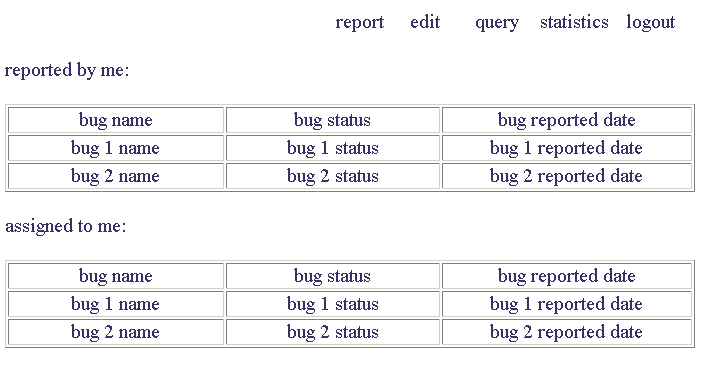 report edit query statistics logout
reported by me:
bug name bug status bug reported date
bug 1 name bug 1 status bug 1 reported date
bug 2 name bug 2 status bug 2 reported date
assigned to me:
bug name bug status bug reported date
bug 1 name bug 1 status bug 1 reported date
bug 2 name bug 2 status bug 2 reported date